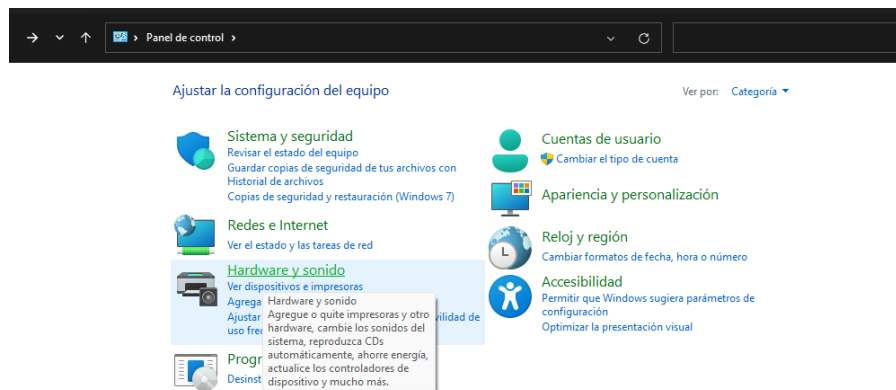 Panel de control
Ajustar la configuración del equipo
Ver por: Categoría
Sistema y seguridad
Revisar el estado del equipo
Guardar copias de seguridad de tus archivos con
Historial de archivos
Copias de seguridad y restauración (Windows 7)
Redes e Internet
Ver el estado y las tareas de red
Hardware y sonido
Ver dispositivos e impresoras
Ajustar
Hardware y sonido
Agregue o quite impresoras y otro
hardware, cambie los sonidos del
sistema, reproduzca CDs
automáticamente, ahorre energía,
actualice los controladores de
dispositivo y mucho más.
de
uso
Cuentas de usuario
Cambiar el tipo de cuenta
Apariencia y personalización
Reloj y región
Cambiar formatos de fecha, hora o número
Accesibilidad
Permitir que Windows sugiera parámetros de
configuración
Optimizar la presentación visual